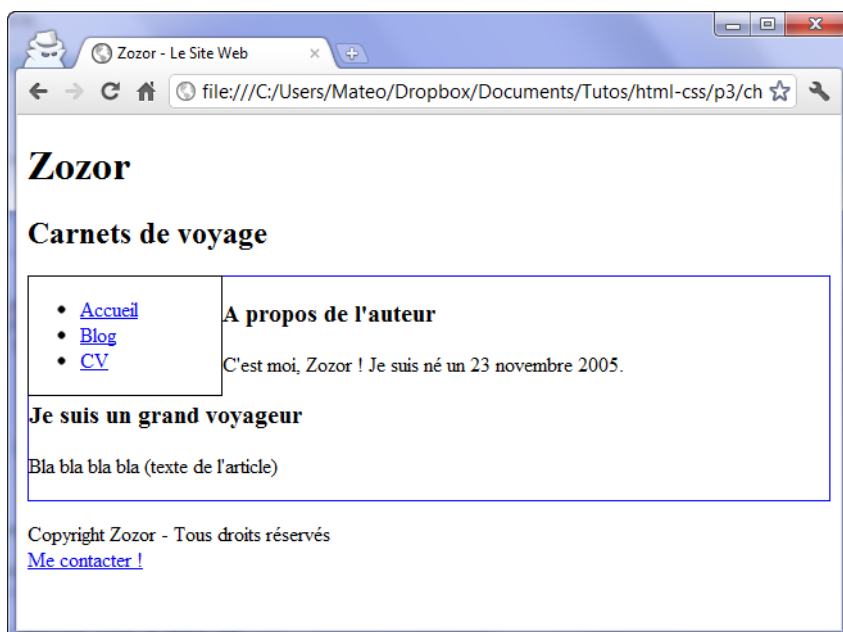 Zozor - Le Site Web
file:///C:/Users/Mateo/Dropbox/Documents/Tutos/html-css/p3/ch
Zozor
Carnets de voyage
Accueil
Blog
CV
A propos de l'auteur
C'est moi, Zozor ! Je suis né un 23 novembre 2005.
Je suis un grand voyageur
Bla bla bla bla (texte de l'article)
Copyright Zozor - Tous droits réservés
Me contacter !